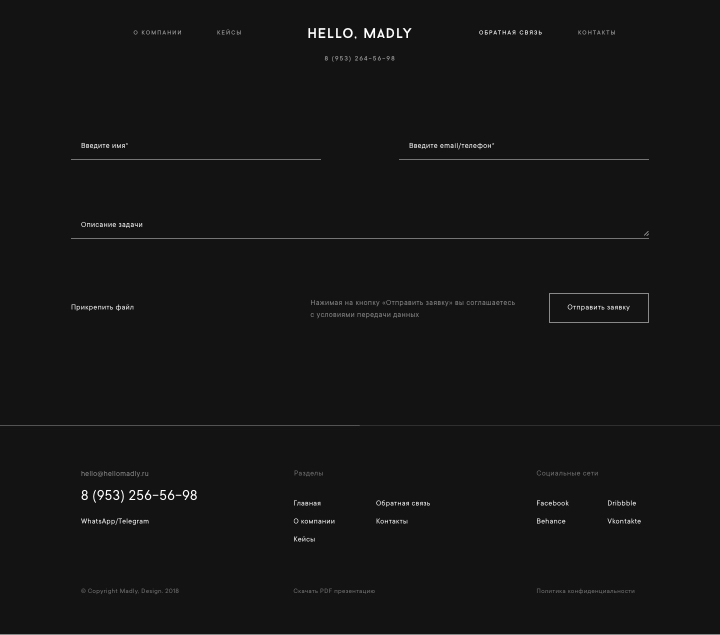 О КОМПАНИИ
КЕЙСЫ
HELLO, MADLY
ОБРАТНАЯ СВЯЗЬ
КОНТАКТЫ
8 (953) 264-56-98
Введите имя*
Введите email/телефон*
Описание задачи
Прикрепить файл
Нажимая на кнопку «Отправить заявку» вы соглашаетесь
с условиями передачи данных
Отправить заявку
hello@hellomadly.ru
8 (953) 256-56-98
WhatsApp/Telegram
Разделы
Главная
Обратная связь
О компании
Контакты
Кейсы
Социальные сети
Facebook
Dribbble
Behance
Vkontakte
© Copyright Madly, Design. 2018
Скачать PDF презентацию
Политика конфиденциальности